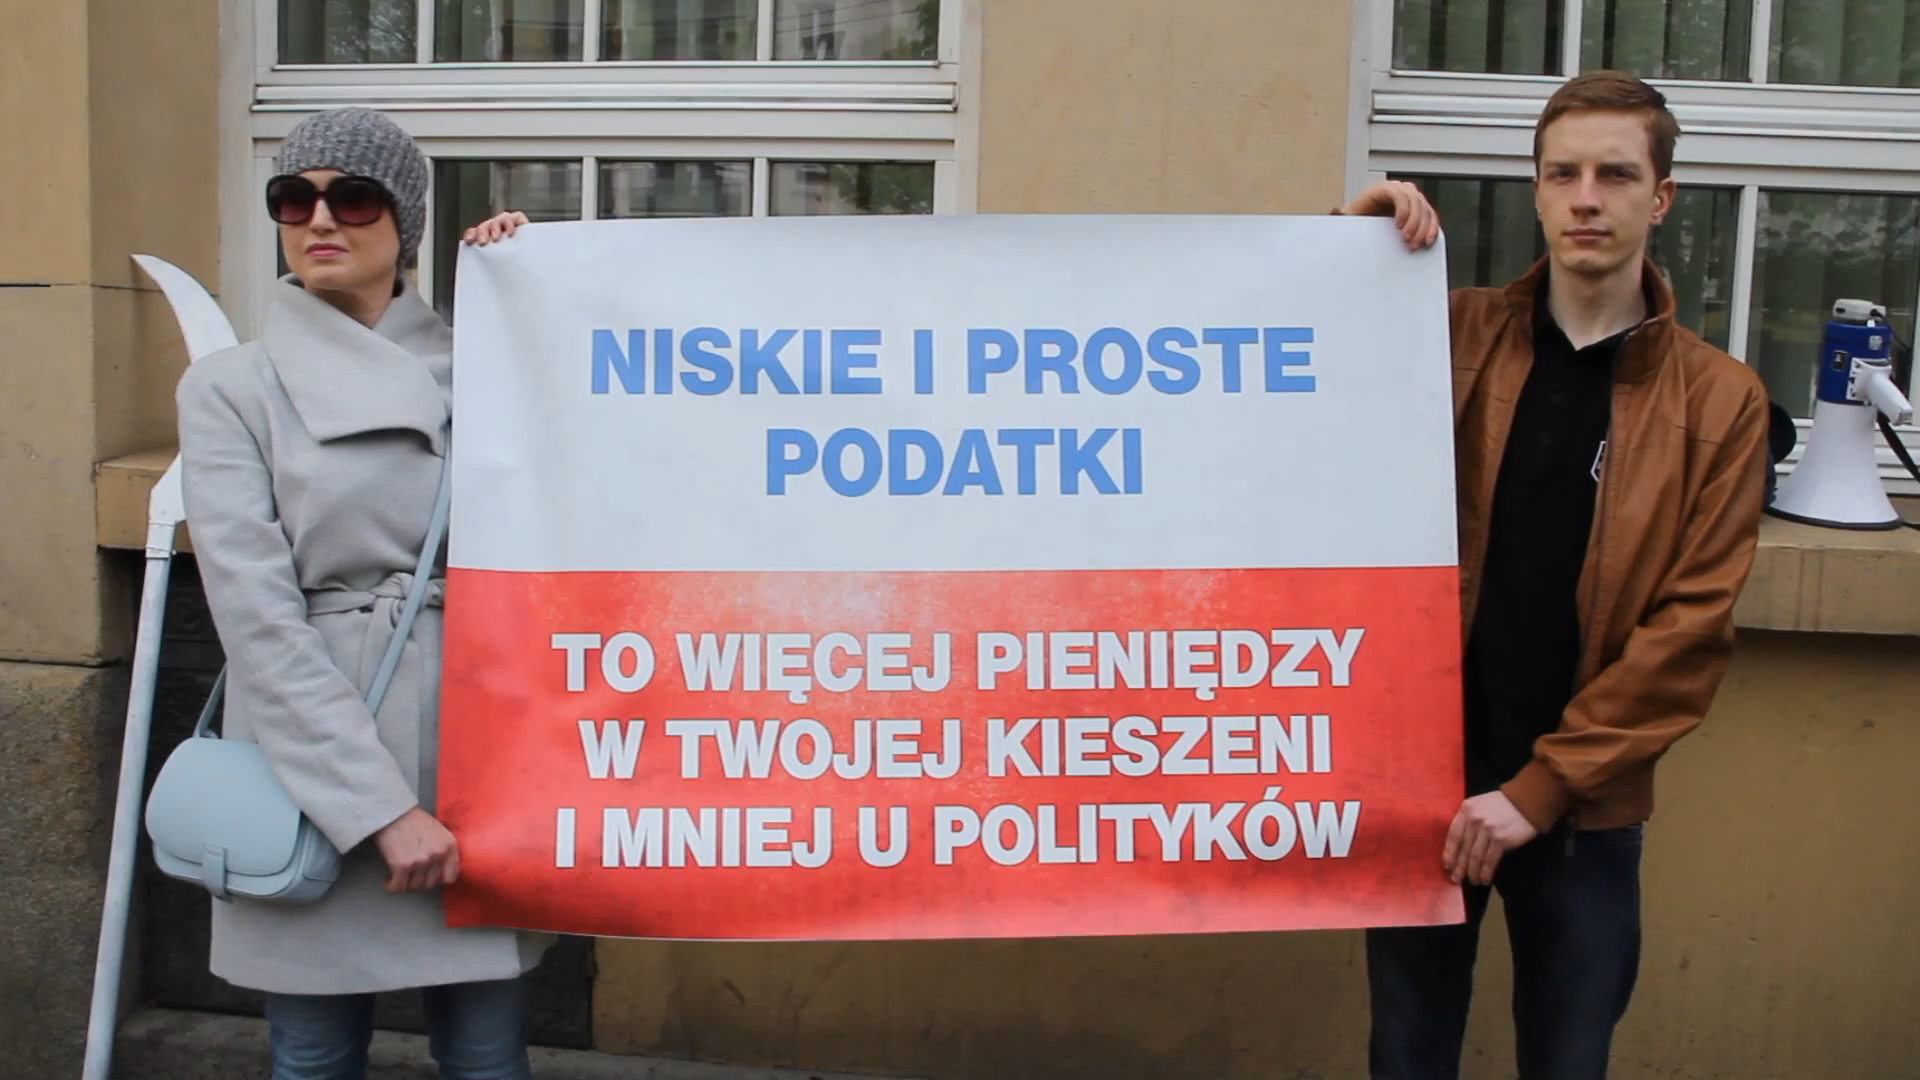 NISKIE I PROSTE
PODATKI
TO WIĘCEJ PIENIĘDZY
W TWOJEJ KIESZENI
I MNIEJ U POLITYKÓW